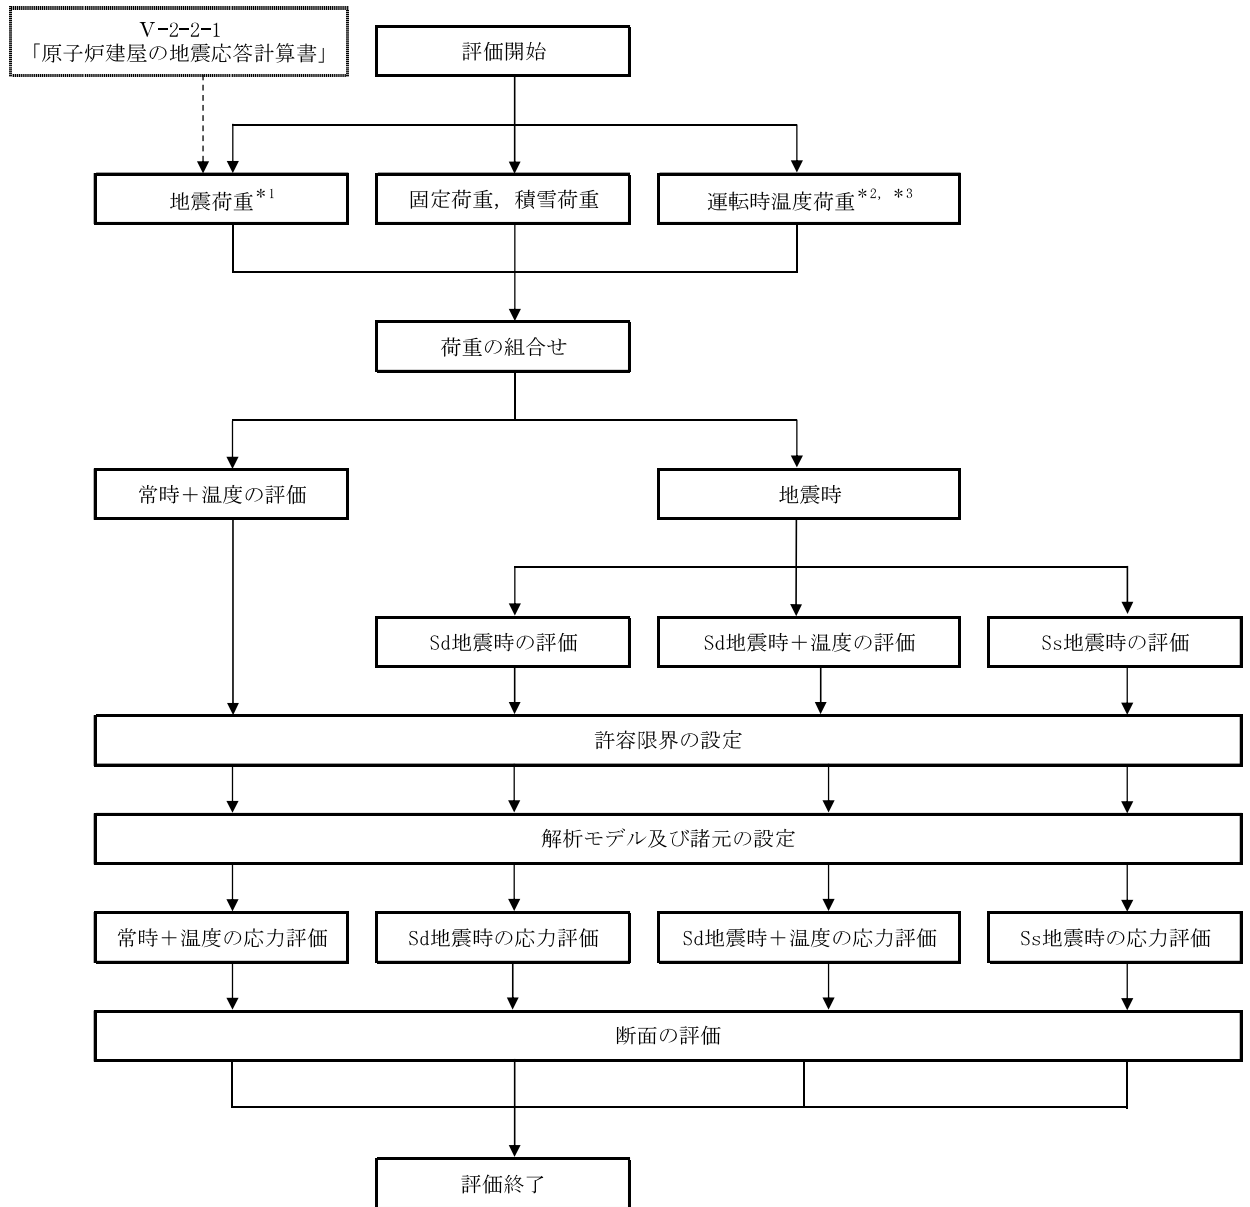 V-2-2-1
「原子炉建屋の地震応答計算書」
評価開始
地震荷重*1
固定荷重，積雪荷重
運転時温度荷重*2，*3
荷重の組合せ
常時＋温度の評価
地震時
Sd地震時の評価
Sd地震時＋温度の評価
Ss地震時の評価
許容限界の設定
解析モデル及び諸元の設定
常時＋温度の応力評価
Sd地震時の応力評価
Sd地震時＋温度の応力評価
Ss地震時の応力評価
断面の評価
評価終了